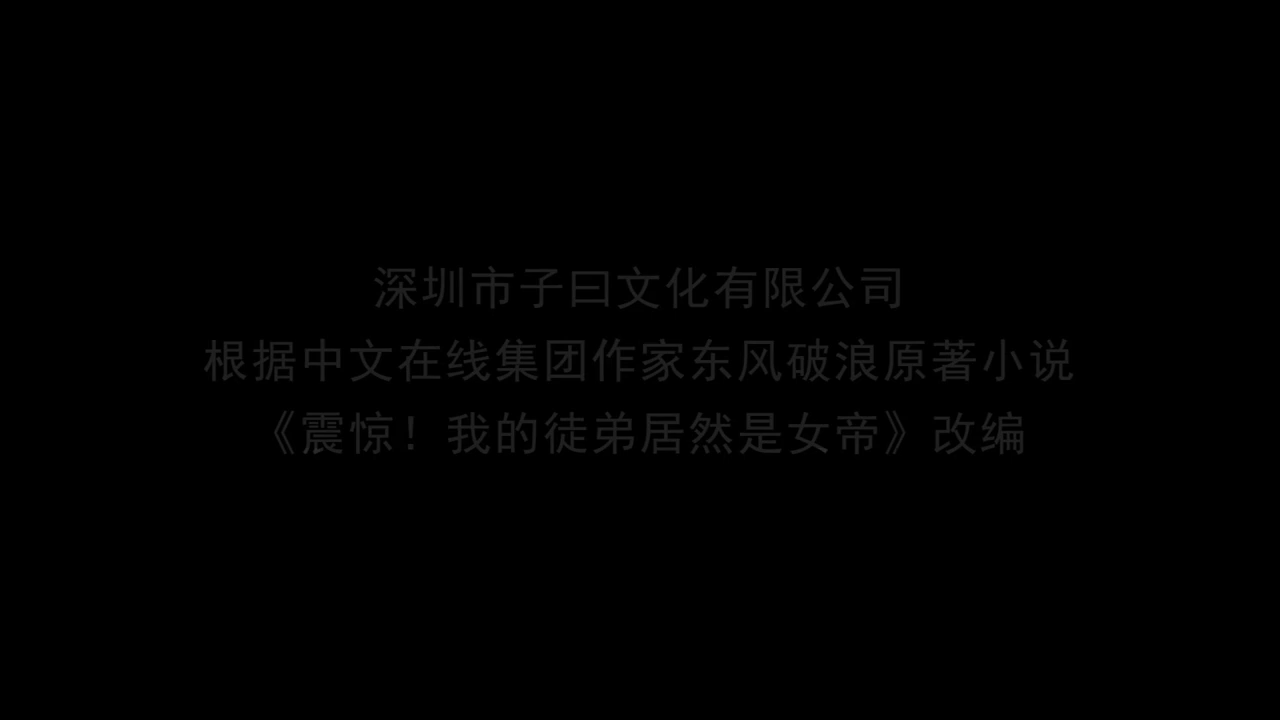 深圳市子曰文化有限公司
根据中文在线集团作家东风破浪原著小说
《震惊！我的徒弟居然是女帝》改编